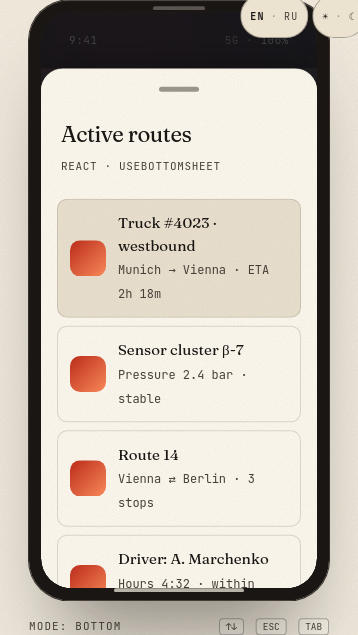 EN · RU
9:41
5G · 100%
Active routes
REACT · USEBOTTOMSHEET
Truck #4023 ·
westbound
Munich → Vienna · ETA
2h 18m
Sensor cluster β-7
Pressure 2.4 bar ·
stable
Route 14
Vienna ⇄ Berlin · 3
stops
Driver: A. Marchenko
Hours 4:32 · within
MODE: BOTTOM
↑↓ ESC TAB